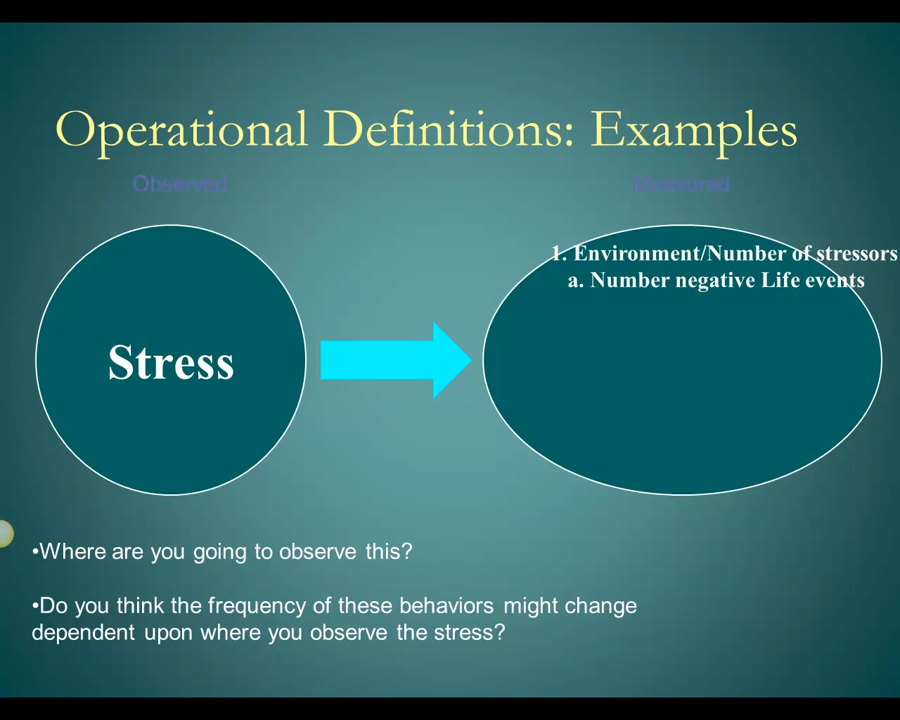 Operational Definitions: Examples
Observed
Measured
1. Environment/Number of stressors
a. Number negative Life events
Stress
•Where are you going to observe this?
•Do you think the frequency of these behaviors might change
dependent upon where you observe the stress?